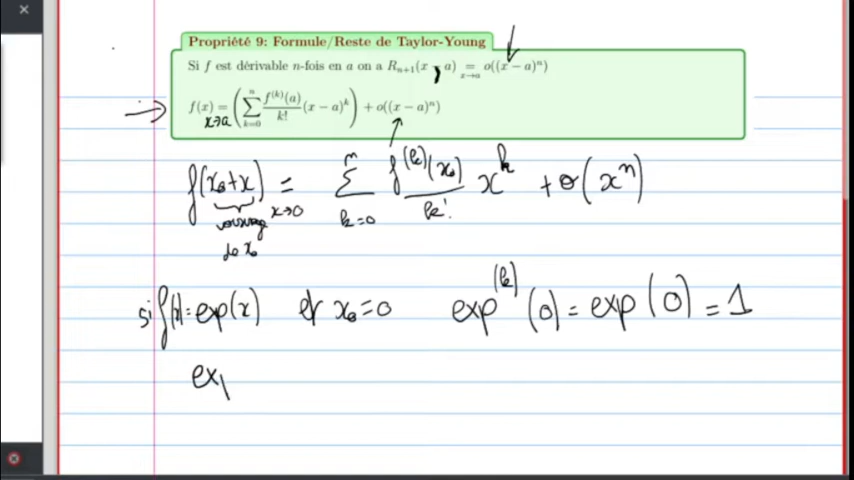 Propriété 9: Formule/Reste de Taylor-Young
Si f est dérivable n-fois en a on a R_{n+1}(x - a) =_{x→a} o((x - a)^n)
f(x) =_{x→a} (∑_{k=0}^{n} f^{(k)}(a)/k! (x - a)^k) + o((x - a)^n)
f(x₀+x) =_{x→0} ∑_{k=0}^{n} f^{(k)}(x₀)/k! x^k + o(x^n)
voisinage
de x₀
si f(x) = exp(x) et x₀ = 0 exp^{(k)}(0) = exp(0) = 1
exp